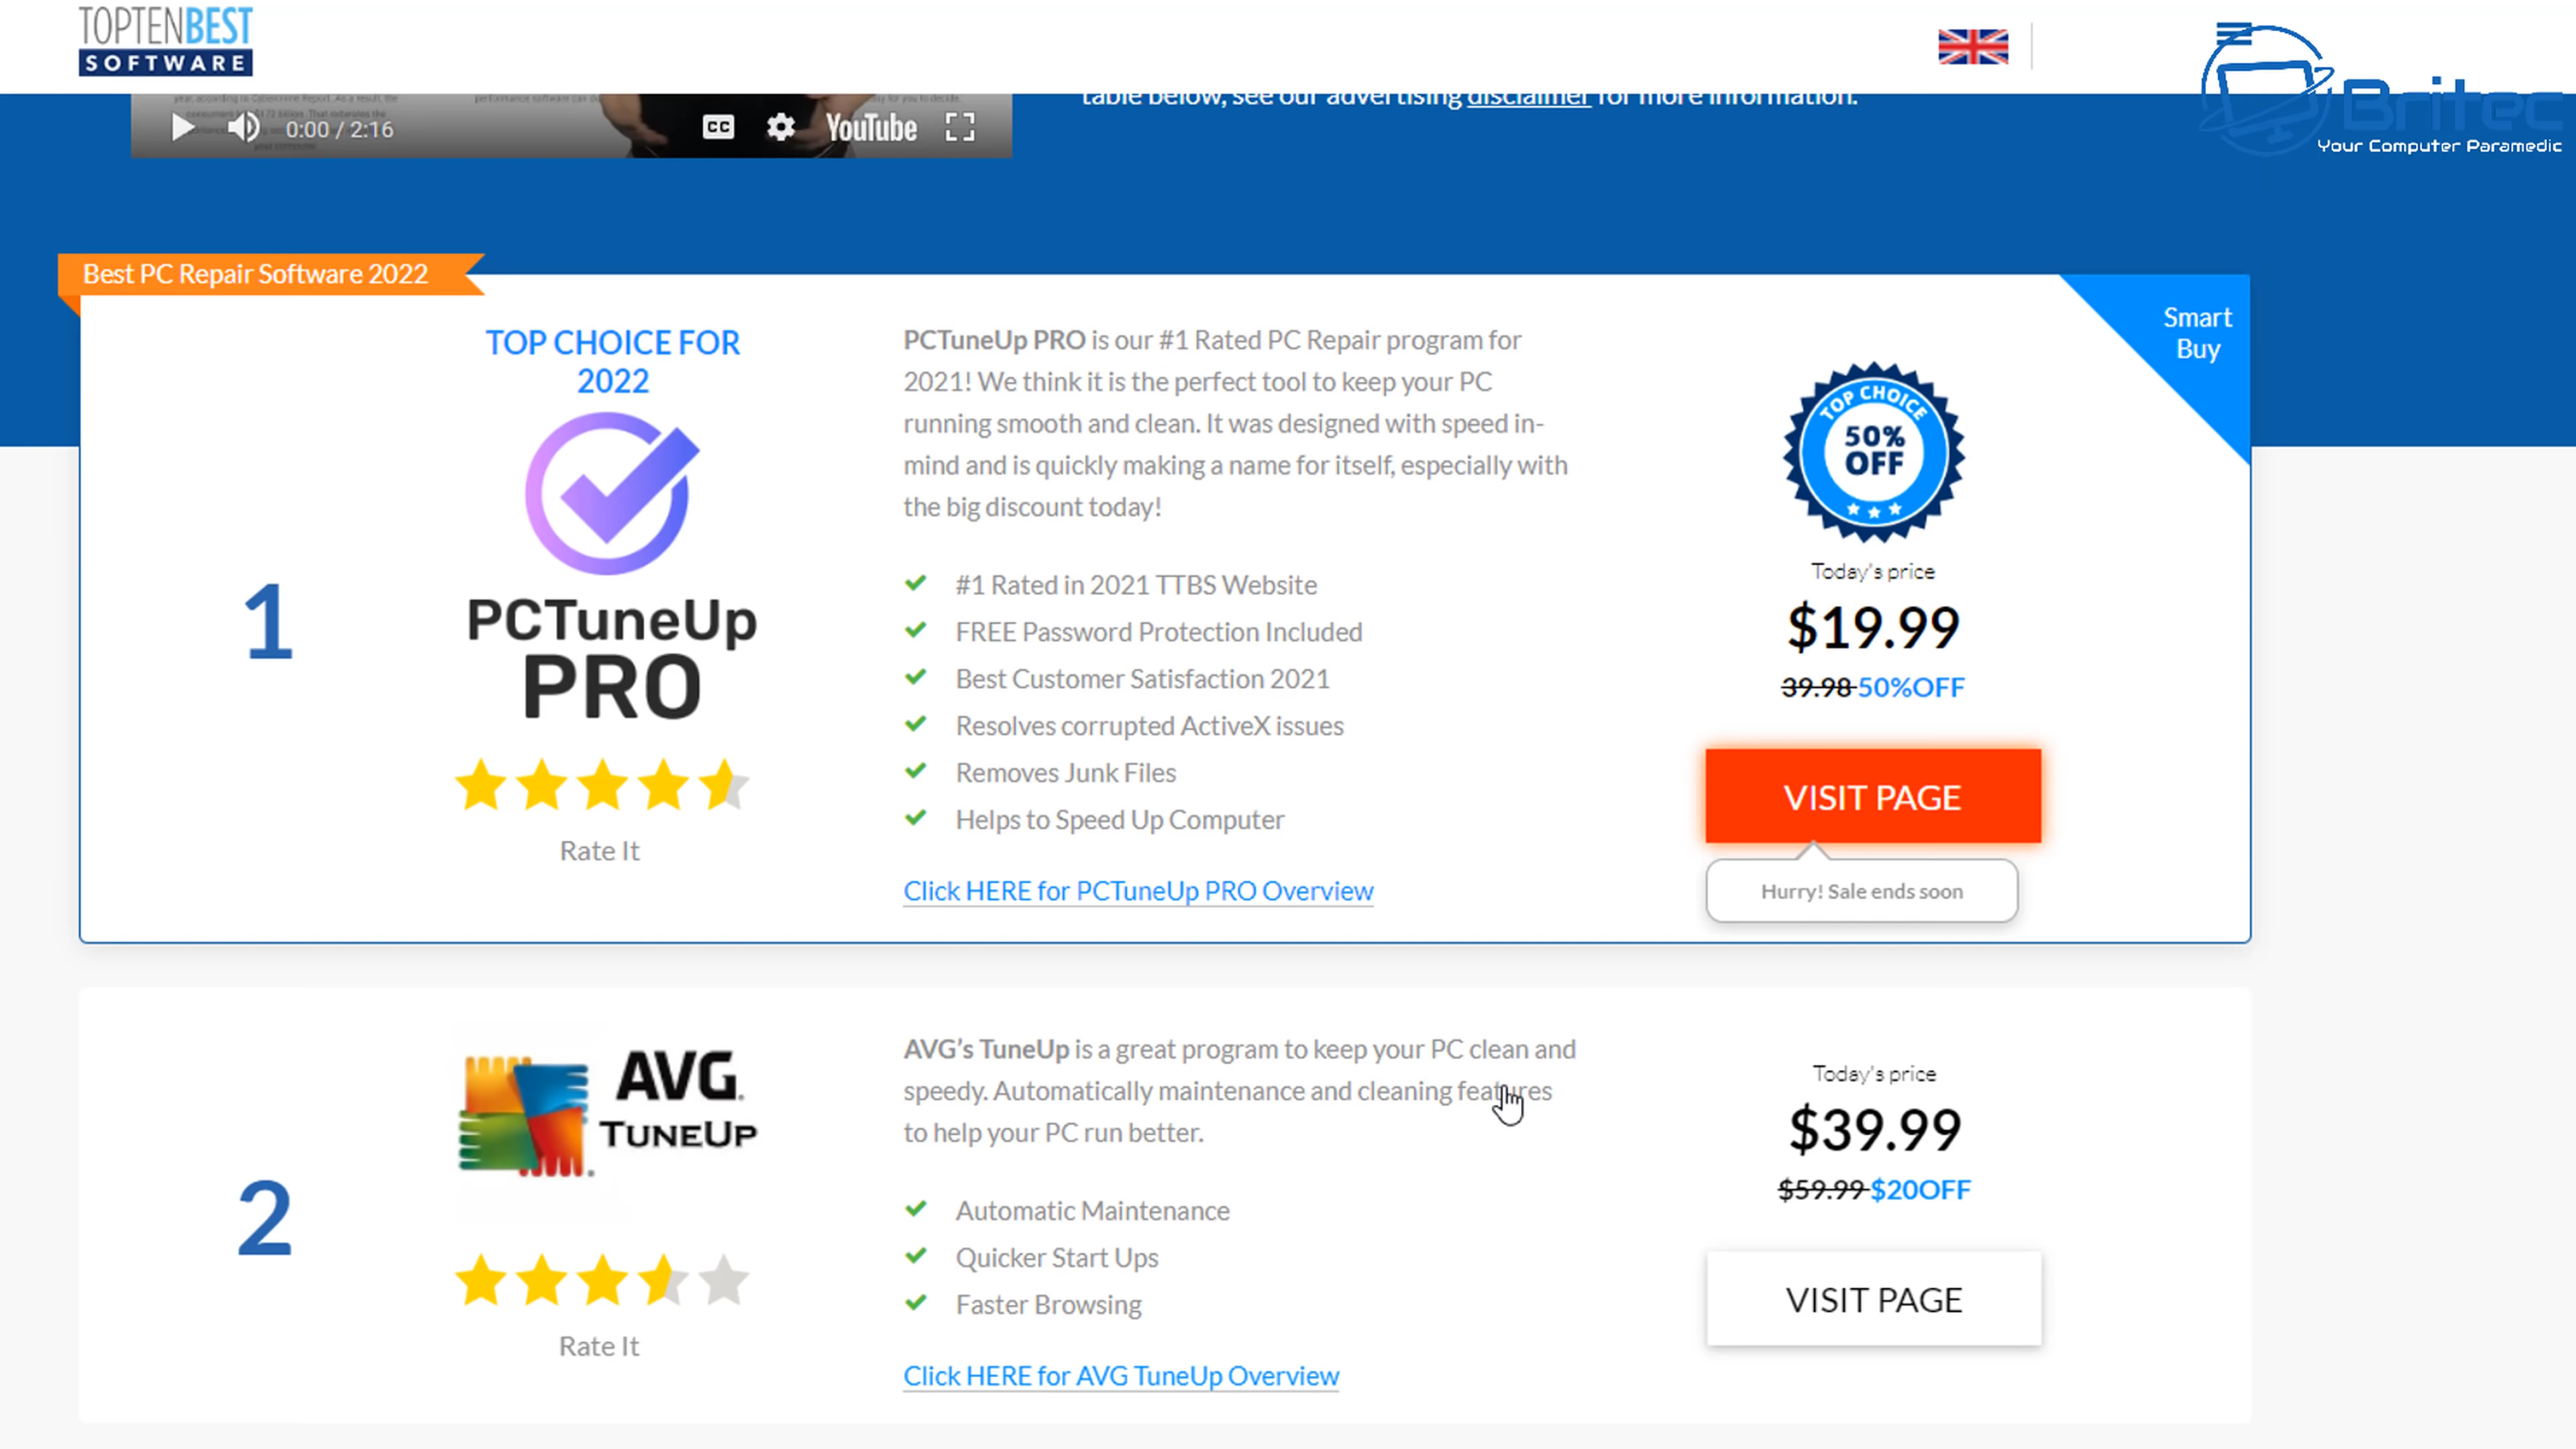 TOPTENBEST
SOFTWARE
table below, see our advertising disclaimer for more information.
Britec
Your Computer Paramedic
0:00 / 2:16
CC
YouTube
Best PC Repair Software 2022
Smart
Buy
1
TOP CHOICE FOR
2022
PCTuneUp
PRO
Rate It
PCTuneUp PRO is our #1 Rated PC Repair program for
2021! We think it is the perfect tool to keep your PC
running smooth and clean. It was designed with speed in-
mind and is quickly making a name for itself, especially with
the big discount today!
#1 Rated in 2021 TTBS Website
FREE Password Protection Included
Best Customer Satisfaction 2021
Resolves corrupted ActiveX issues
Removes Junk Files
Helps to Speed Up Computer
Click HERE for PCTuneUp PRO Overview
TOP CHOICE
50%
OFF
Today's price
$19.99
39.98 50%OFF
VISIT PAGE
Hurry! Sale ends soon
2
AVG.
TUNEUP
Rate It
AVG’s TuneUp is a great program to keep your PC clean and
speedy. Automatically maintenance and cleaning features
to help your PC run better.
Automatic Maintenance
Quicker Start Ups
Faster Browsing
Click HERE for AVG TuneUp Overview
Today's price
$39.99
$59.99 $20OFF
VISIT PAGE